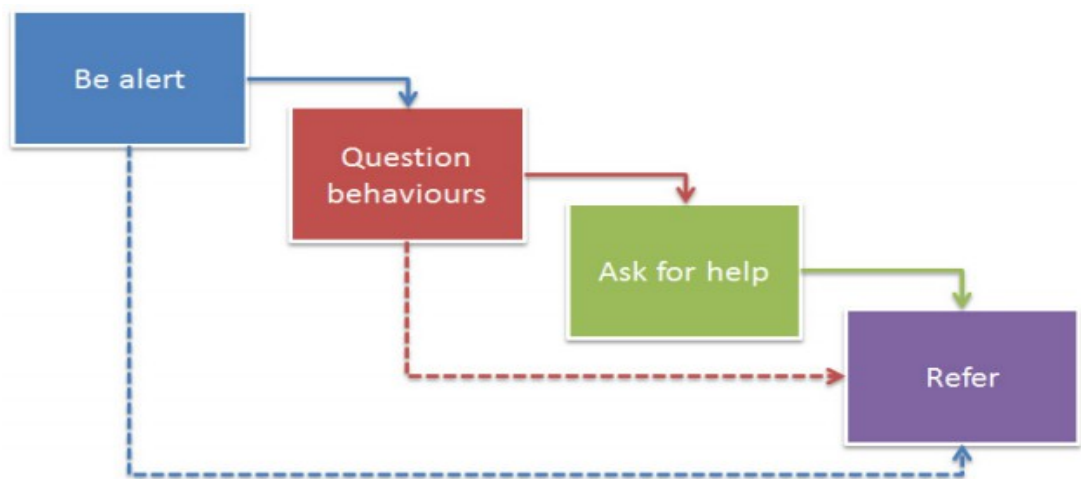 Be alert
Question
behaviours
Ask for help
Refer